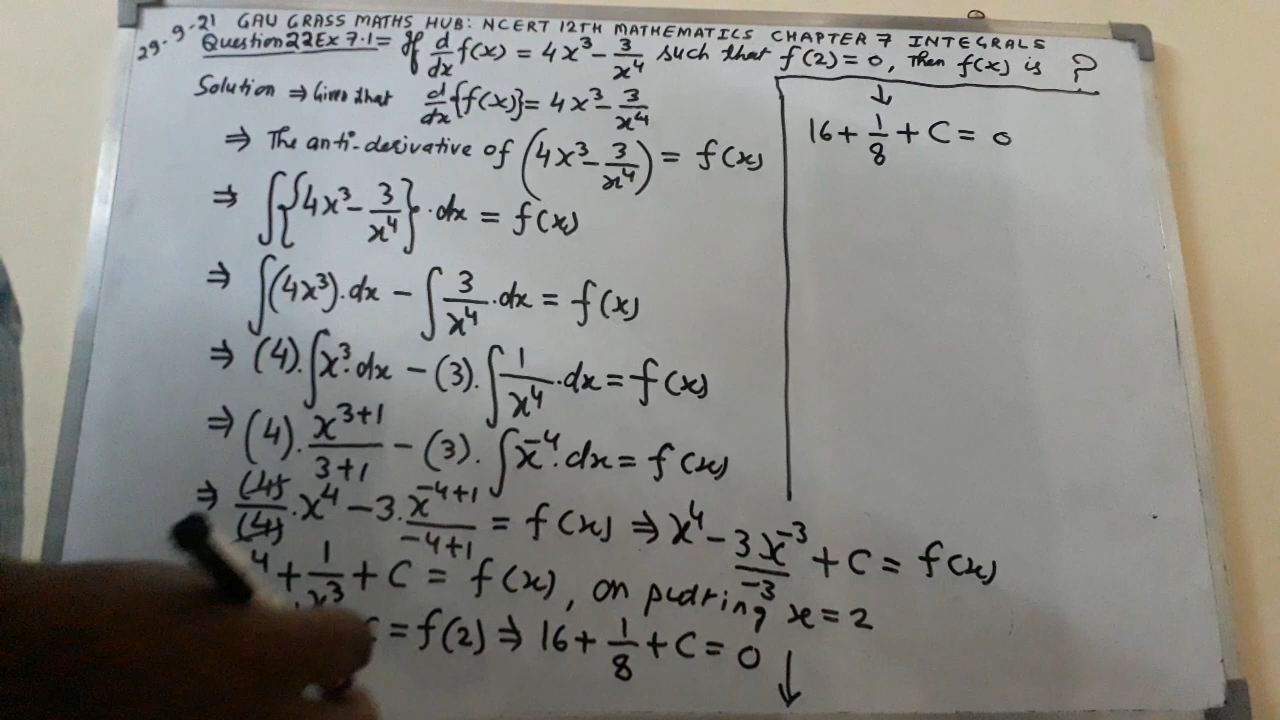 29-9-21 GAU GRASS MATHS HUB: NCERT 12TH MATHEMATICS CHAPTER 7 INTEGRALS
Question 22 Ex 7.1 = If d/dx f(x) = 4x³ - 3/x⁴ such that f(2) = 0, Then f(x) is ?
Solution ⇒ Given that d/dx {f(x)} = 4x³ - 3/x⁴
⇒ The anti-derivative of (4x³ - 3/x⁴) = f(x)
⇒ ∫{4x³ - 3/x⁴}·dx = f(x)
⇒ ∫(4x³)·dx - ∫ 3/x⁴ ·dx = f(x)
⇒ (4)·∫x³·dx - (3)·∫ 1/x⁴ ·dx = f(x)
⇒ (4)· x³⁺¹/3+1 - (3)·∫x⁻⁴·dx = f(x)
⇒ (4)/(4) ·x⁴ - 3· x⁻⁴⁺¹/-4+1 = f(x) ⇒ x⁴ - 3x⁻³/-3 + C = f(x)
⁴ + 1/x³ + C = f(x), on putting x = 2
C = f(2) ⇒ 16 + 1/8 + C = 0 ↓
↓
16 + 1/8 + C = 0